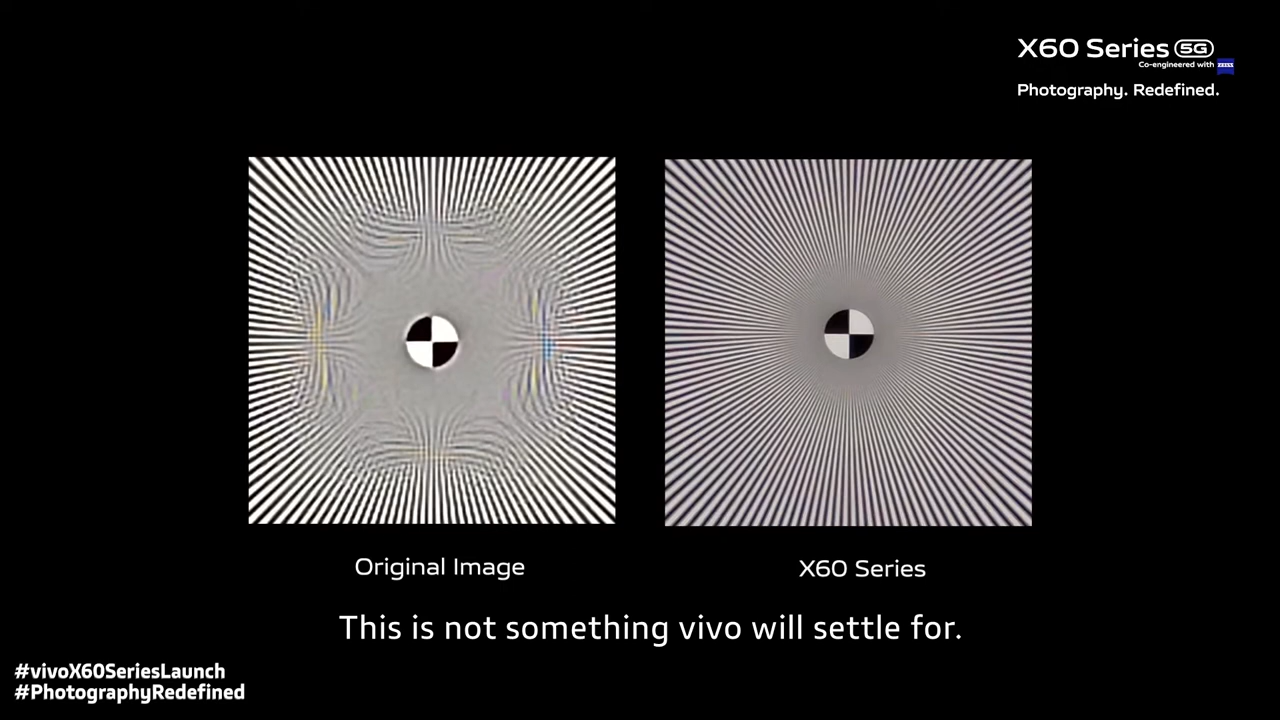 X60 Series 5G
Co-engineered with ZEISS
Photography. Redefined.
Original Image
X60 Series
This is not something vivo will settle for.
#vivoX60SeriesLaunch
#PhotographyRedefined